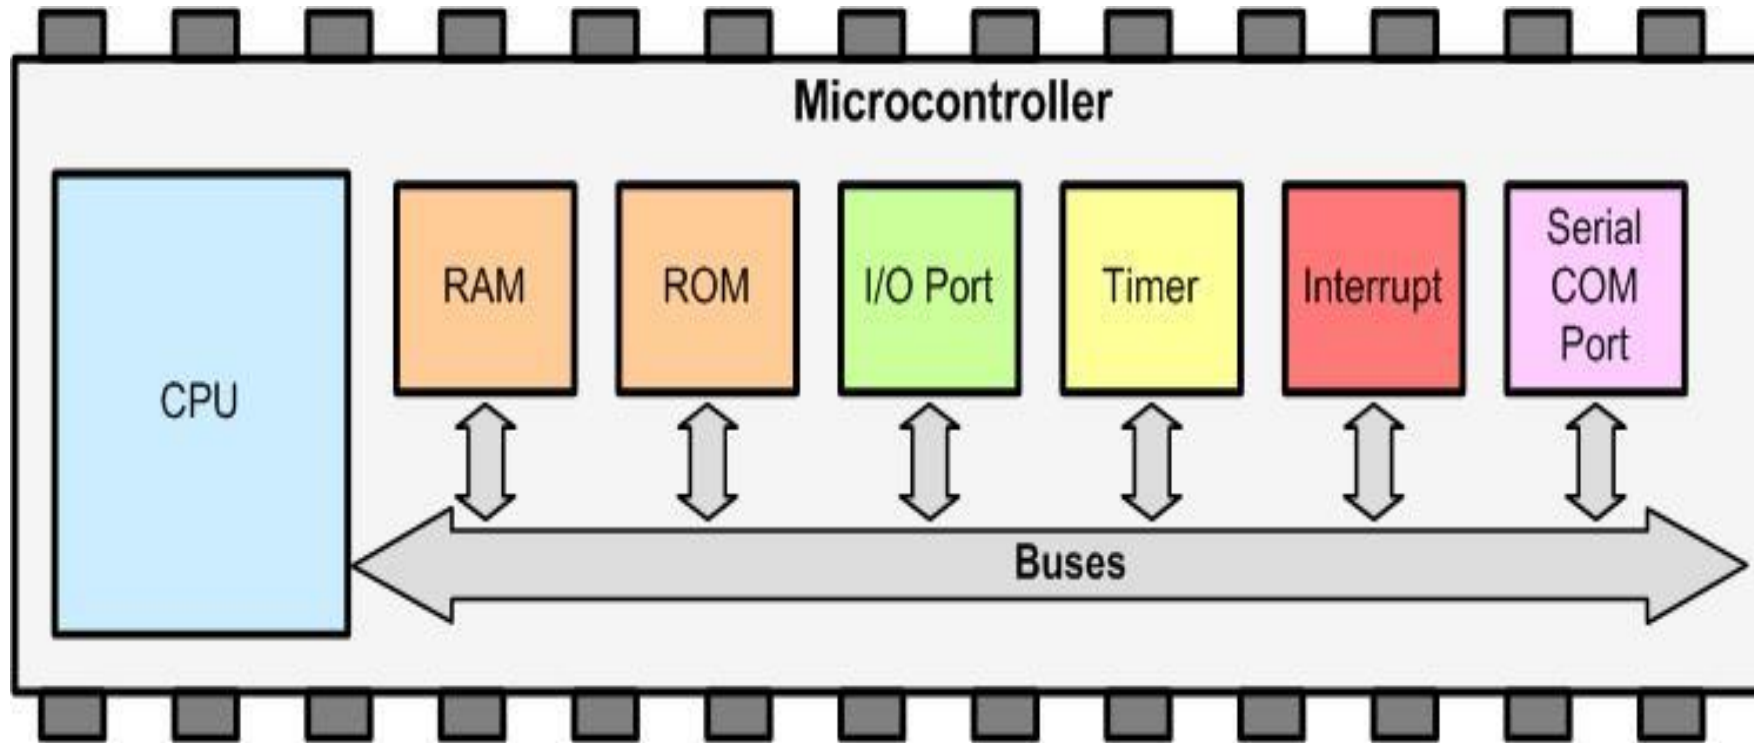 Microcontroller
CPU
RAM
ROM
I/O Port
Timer
Interrupt
Serial
COM
Port
Buses